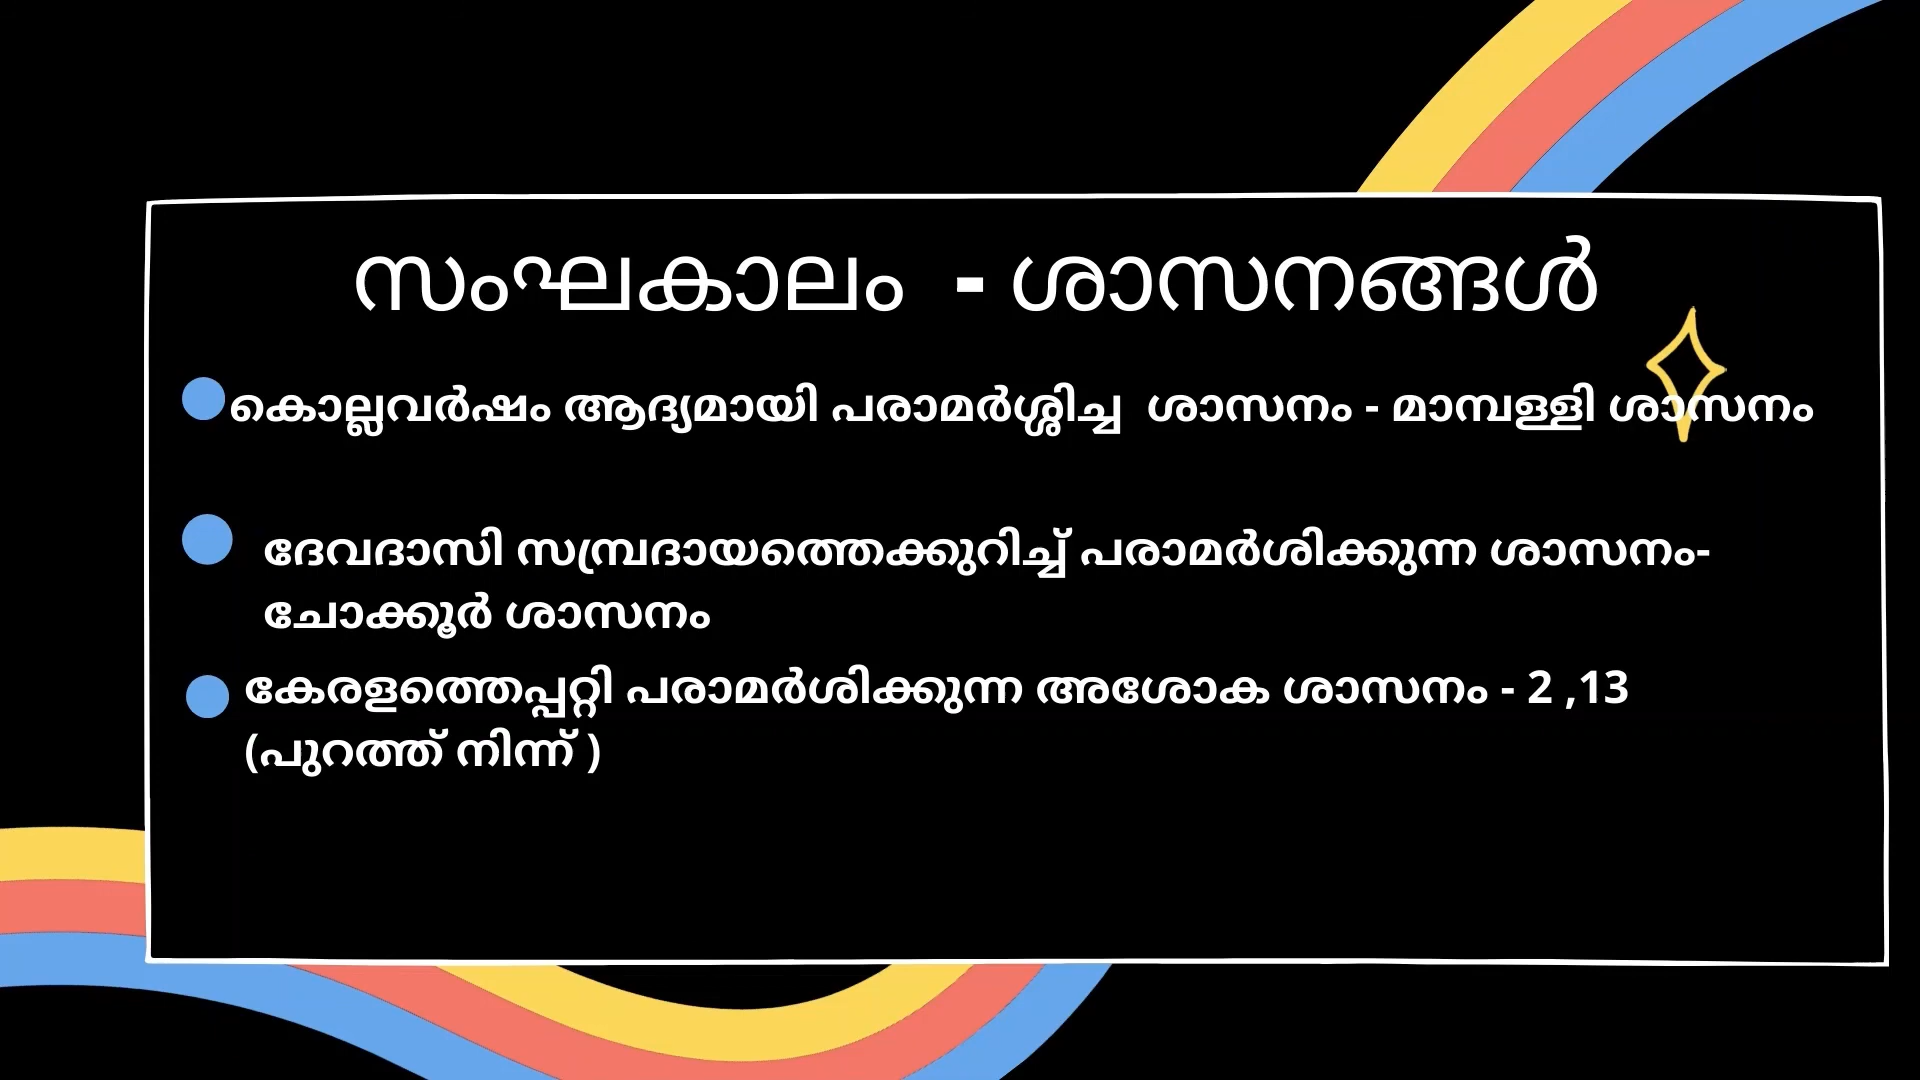 സംഘകാലം - ശാസനങ്ങൾ
കൊല്ലവർഷം ആദ്യമായി പരാമർശ്ശിച്ച ശാസനം - മാമ്പള്ളി ശാസനം
ദേവദാസി സമ്പ്രദായത്തെക്കുറിച്ച് പരാമർശിക്കുന്ന ശാസനം-
ചോക്കൂർ ശാസനം
കേരളത്തെപ്പറ്റി പരാമർശിക്കുന്ന അശോക ശാസനം - 2 ,13
(പുറത്ത് നിന്ന് )